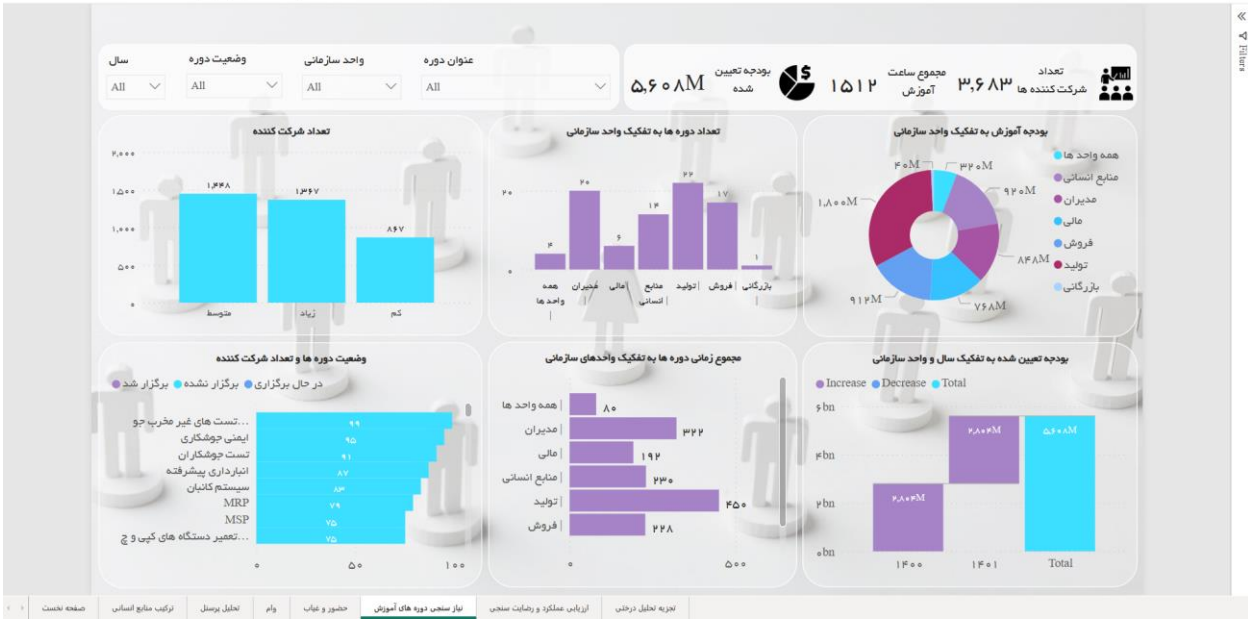 Filters
تعداد شرکت کننده ها ۳,۶۸۳
مجموع ساعت آموزش ۱۵۱۲
بودجه تعیین شده ۵,۶۰۸M
عنوان دوره
All
واحد سازمانی
All
وضعیت دوره
All
سال
All
بودجه آموزش به تفکیک واحد سازمانی
۴۰M
۳۲۰M
۹۲۰M
۸۴۸M
۷۶۸M
۹۱۲M
۱,۸۰۰M
همه واحد ها
منابع انسانی
مدیران
مالی
فروش
تولید
بازرگانی
تعداد دوره ها به تفکیک واحد سازمانی
۲۰
۰
۴
۲۰
۶
۱۴
۲۲
۱۷
۱
همه واحد ها |
مدیران |
مالی |
منابع انسانی |
تولید |
فروش |
بازرگانی |
تعداد شرکت کننده
۲,۰۰۰
۱,۵۰۰
۱,۰۰۰
۵۰۰
۰
۱,۴۴۸
۱,۳۶۷
۸۶۷
متوسط
زیاد
کم
بودجه تعیین شده به تفکیک سال و واحد سازمانی
Increase Decrease Total
۶bn
۴bn
۲bn
۰bn
۲,۸۰۴M
۲,۸۰۴M
۵,۶۰۸M
۱۴۰۰
۱۴۰۱
Total
مجموع زمانی دوره ها به تفکیک واحدهای سازمانی
| همه واحد ها ۸۰
| مدیران ۳۲۲
| مالی ۱۹۲
| منابع انسانی ۲۳۰
| تولید ۴۵۰
| فروش ۲۲۸
۰
۵۰۰
وضعیت دوره ها و تعداد شرکت کننده
در حال برگزاری برگزار نشده برگزار شد
تست های غیر مخرب جو... ۹۹
ایمنی جوشکاری ۹۵
تست جوشکاران ۹۱
انبارداری پیشرفته ۸۷
سیستم کانبان ۸۳
MRP ۷۹
MSP ۷۵
تعمیر دستگاه های کپی و چ... ۷۵
۰
۵۰
۱۰۰
صفحه نخست
ترکیب منابع انسانی
تحلیل پرسنل
وام
حضور و غیاب
نیاز سنجی دوره های آموزش
ارزیابی عملکرد و رضایت سنجی
تجزیه تحلیل درختی